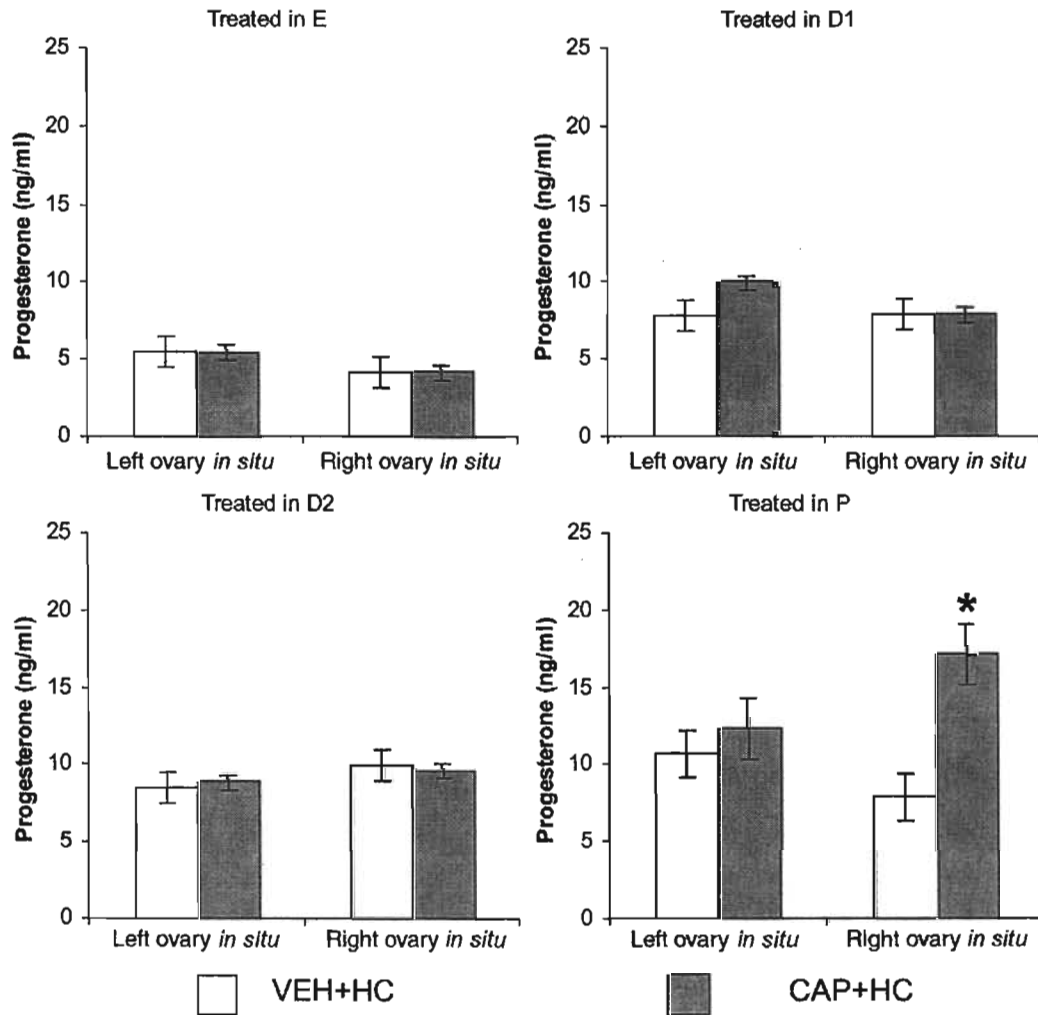 Treated in E
Progesterone (ng/ml)
25
20
15
10
5
0
Left ovary in situ
Right ovary in situ
Treated in D1
Progesterone (ng/ml)
25
20
15
10
5
0
Left ovary in situ
Right ovary in situ
Treated in D2
Progesterone (ng/ml)
25
20
15
10
5
0
Left ovary in situ
Right ovary in situ
Treated in P
Progesterone (ng/ml)
25
20
15
10
5
0
*
Left ovary in situ
Right ovary in situ
VEH+HC
CAP+HC